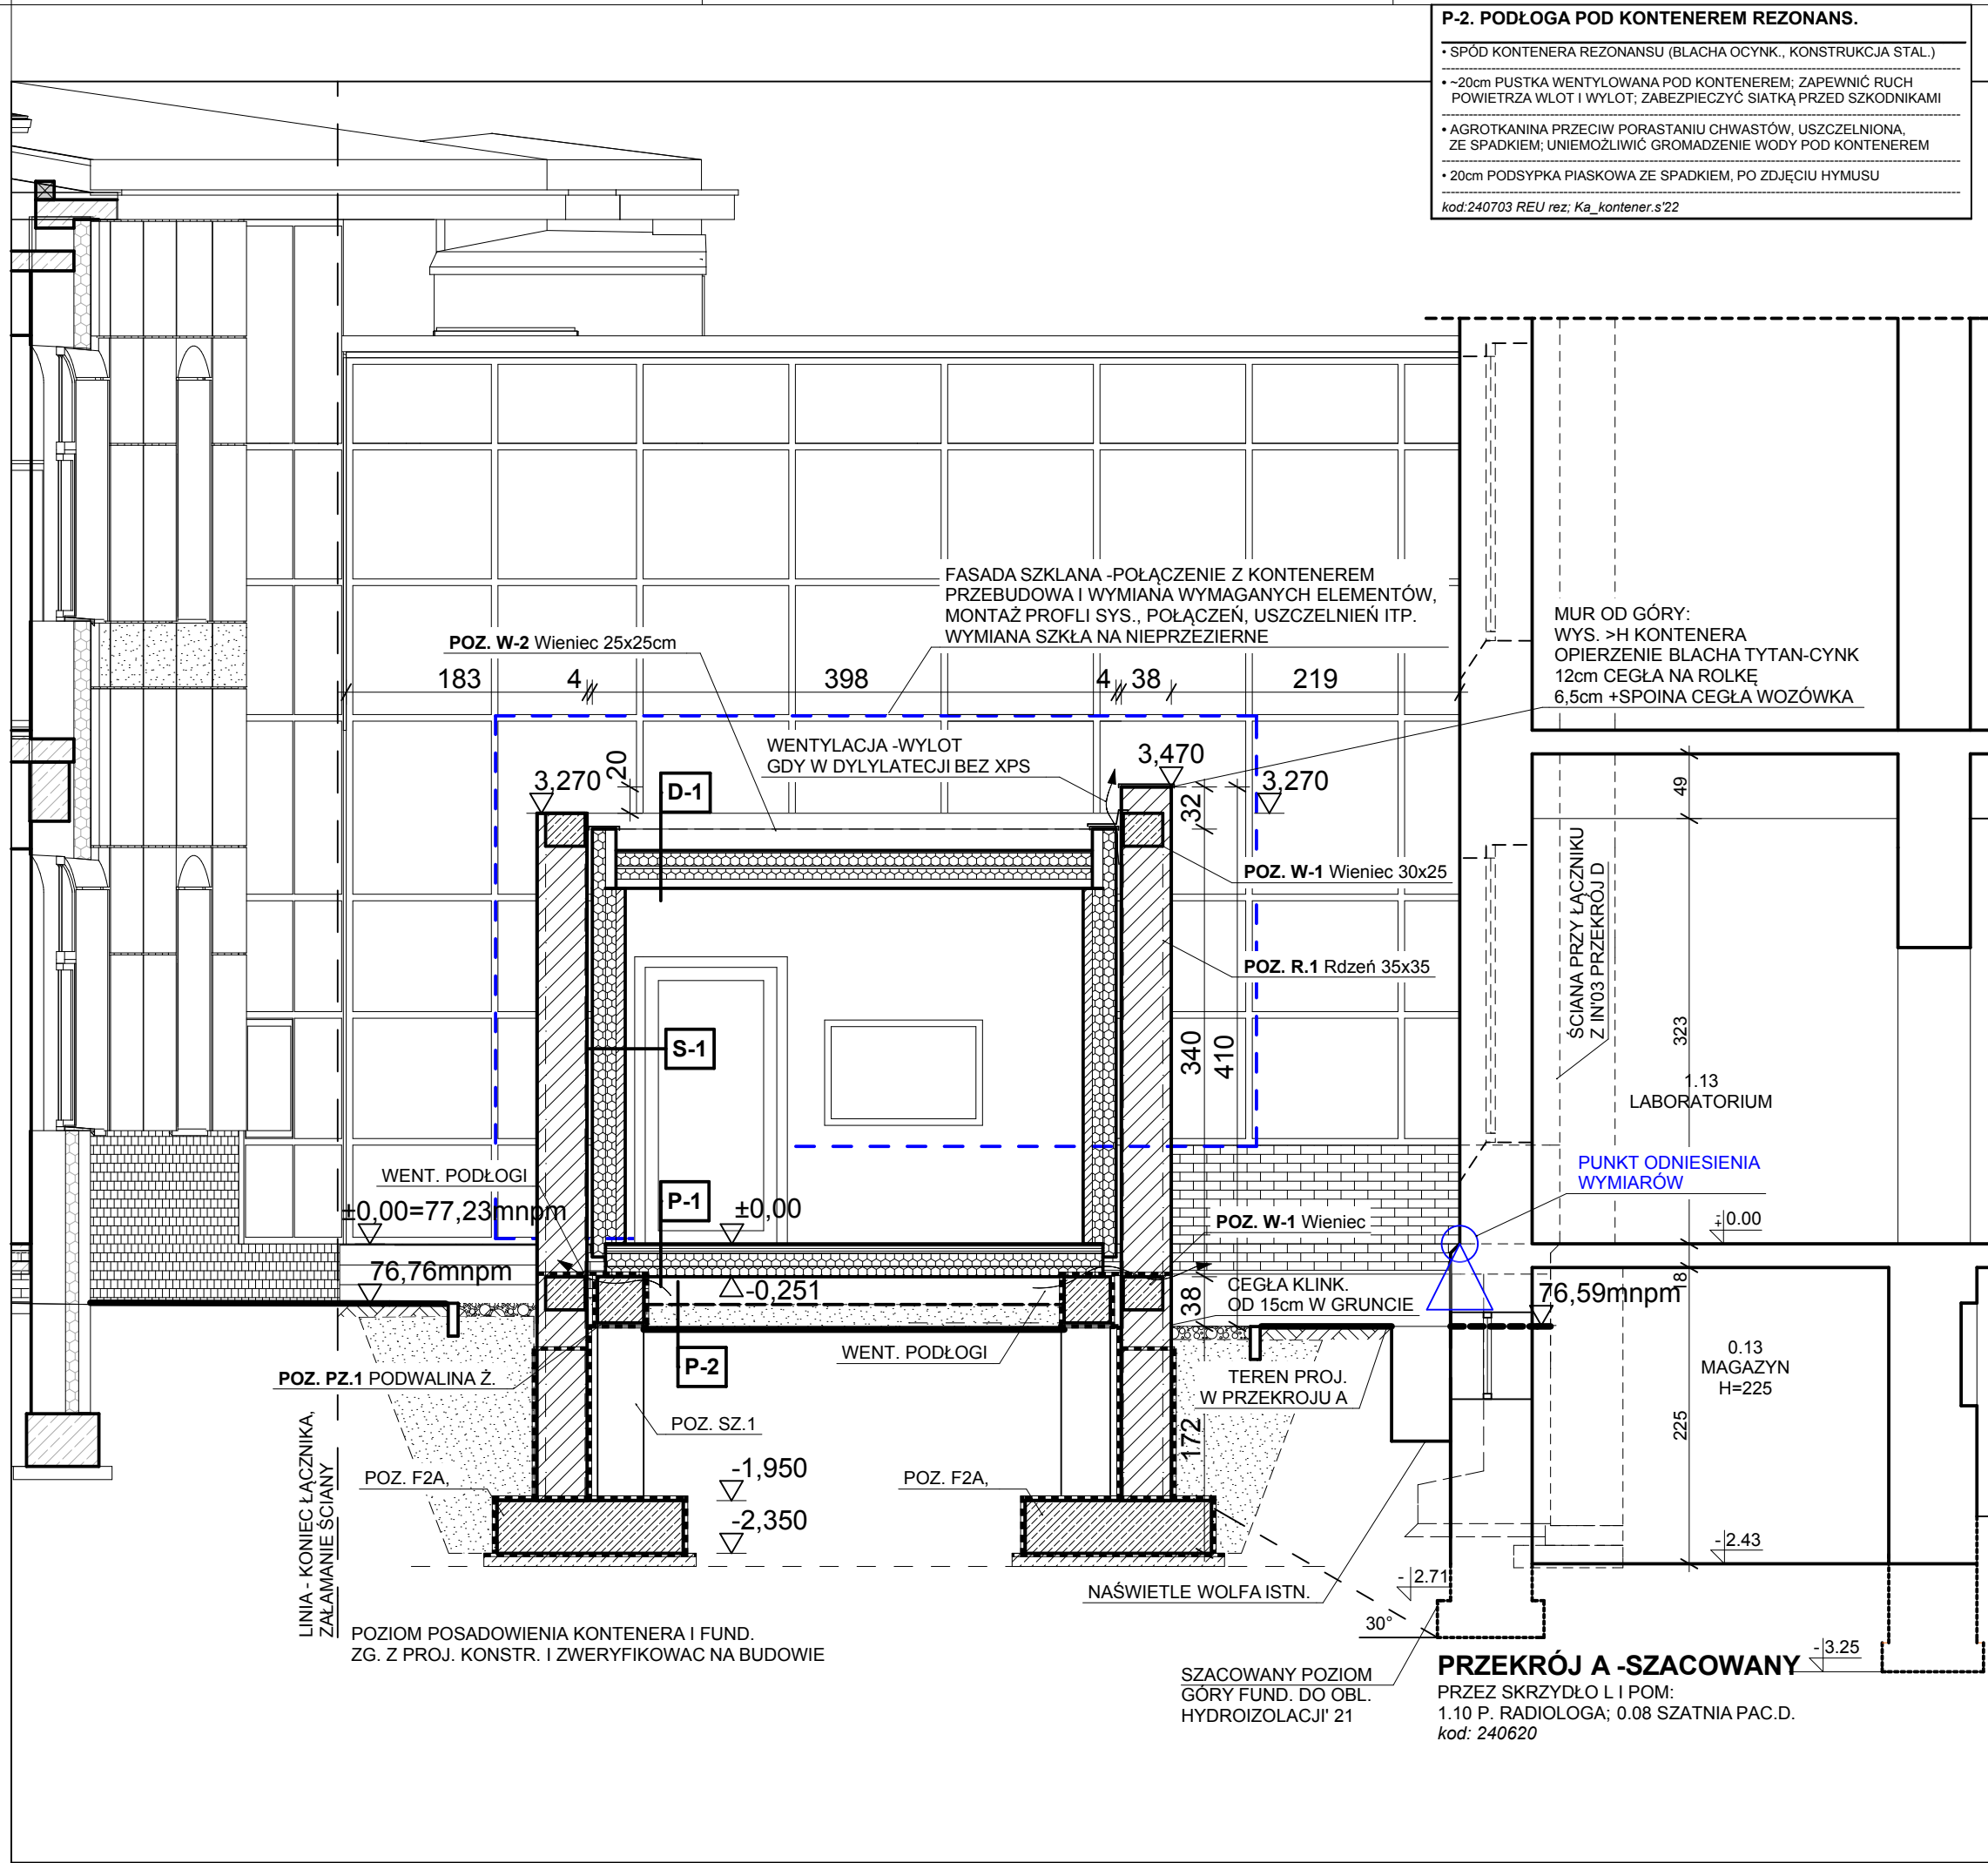 P-2. PODŁOGA POD KONTENEREM REZONANS.
• SPÓD KONTENERA REZONANSU (BLACHA OCYNK., KONSTRUKCJA STAL.)
• ~20cm PUSTKA WENTYLOWANA POD KONTENEREM; ZAPEWNIĆ RUCH
POWIETRZA WLOT I WYLOT; ZABEZPIECZYĆ SIATKĄ PRZED SZKODNIKAMI
• AGROTKANINA PRZECIW PORASTANIU CHWASTÓW, USZCZELNIONA,
ZE SPADKIEM; UNIEMOŻLIWIĆ GROMADZENIE WODY POD KONTENEREM
• 20cm PODSYPKA PIASKOWA ZE SPADKIEM, PO ZDJĘCIU HYMUSU
kod:240703 REU rez; Ka_kontener.s'22
FASADA SZKLANA -POŁĄCZENIE Z KONTENEREM
PRZEBUDOWA I WYMIANA WYMAGANYCH ELEMENTÓW,
MONTAŻ PROFLI SYS., POŁĄCZEŃ, USZCZELNIEŃ ITP.
WYMIANA SZKŁA NA NIEPRZEZIERNE
MUR OD GÓRY:
WYS. >H KONTENERA
OPIERZENIE BLACHA TYTAN-CYNK
12cm CEGŁA NA ROLKĘ
6,5cm +SPOINA CEGŁA WOZÓWKA
POZ. W-2 Wieniec 25x25cm
183 4 398 4 38 219
WENTYLACJA -WYLOT
GDY W DYLYLATECJI BEZ XPS
3,270 20 D-1 3,470 3,270
32
49
POZ. W-1 Wieniec 30x25
POZ. R.1 Rdzeń 35x35
ŚCIANA PRZY ŁĄCZNIKU
Z IN'03 PRZEKRÓJ D
S-1
340
410
323
1.13
LABORATORIUM
WENT. PODŁOGI
PUNKT ODNIESIENIA
WYMIARÓW
±0,00=77,23mnpm
P-1
±0,00
POZ. W-1 Wieniec
±0.00
76,76mnpm
-0,251
CEGŁA KLINK.
OD 15cm W GRUNCIE
38
18
76,59mnpm
WENT. PODŁOGI
P-2
POZ. PZ.1 PODWALINA Ż.
TEREN PROJ.
W PRZEKROJU A
0.13
MAGAZYN
H=225
POZ. SZ.1
172
225
POZ. F2A,
-1,950
POZ. F2A,
-2,350
-2.43
LINIA - KONIEC ŁĄCZNIKA,
ZAŁAMANIE ŚCIANY
NAŚWIETLE WOLFA ISTN.
-2.71
30°
POZIOM POSADOWIENIA KONTENERA I FUND.
ZG. Z PROJ. KONSTR. I ZWERYFIKOWAC NA BUDOWIE
SZACOWANY POZIOM
GÓRY FUND. DO OBL.
HYDROIZOLACJI' 21
PRZEKRÓJ A -SZACOWANY
-3.25
PRZEZ SKRZYDŁO L I POM:
1.10 P. RADIOLOGA; 0.08 SZATNIA PAC.D.
kod: 240620